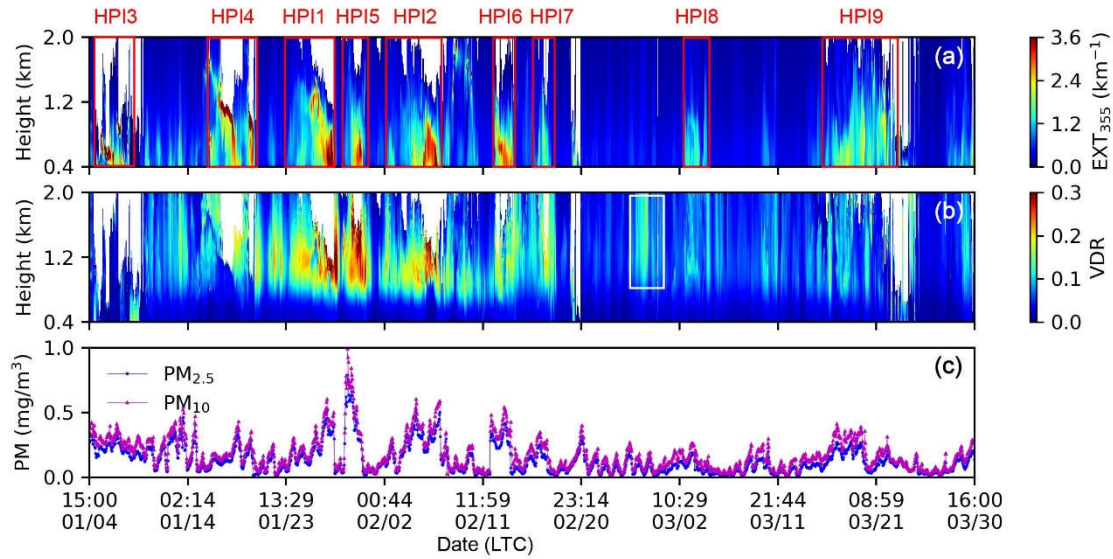 HPI3 HPI4 HPI1 HPI5 HPI2 HPI6 HPI7 HPI8 HPI9
2.0 (a) 3.6
Height (km) 1.2 2.4 EXT₃₅₅ (km⁻¹)
1.2
0.4 0.0
2.0 (b) 0.3
Height (km) 1.2 0.2 VDR
0.1
0.4 0.0
1.0 (c)
PM (mg/m³) 0.5 PM₂.₅
PM₁₀
0.0
15:00 02:14 13:29 00:44 11:59 23:14 10:29 21:44 08:59 16:00
01/04 01/14 01/23 02/02 02/11 02/20 03/02 03/11 03/21 03/30
Date (LTC)